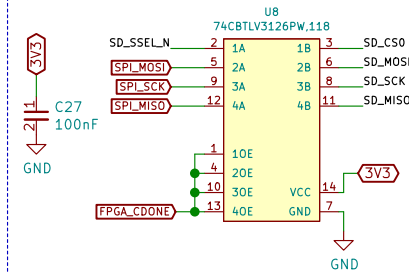 U8
74CBTLV3126PW,118
SD_SSEL_N 2 1A 1B 3 SD_CS0
SPI_MOSI 5 2A 2B 6 SD_MOSI
SPI_SCK 9 3A 3B 8 SD_SCK
SPI_MISO 12 4A 4B 11 SD_MISO
1 1OE
4 2OE
10 3OE VCC 14 3V3
FPGA_CDONE 13 4OE GND 7
GND
3V3
1
C27
2
100nF
GND